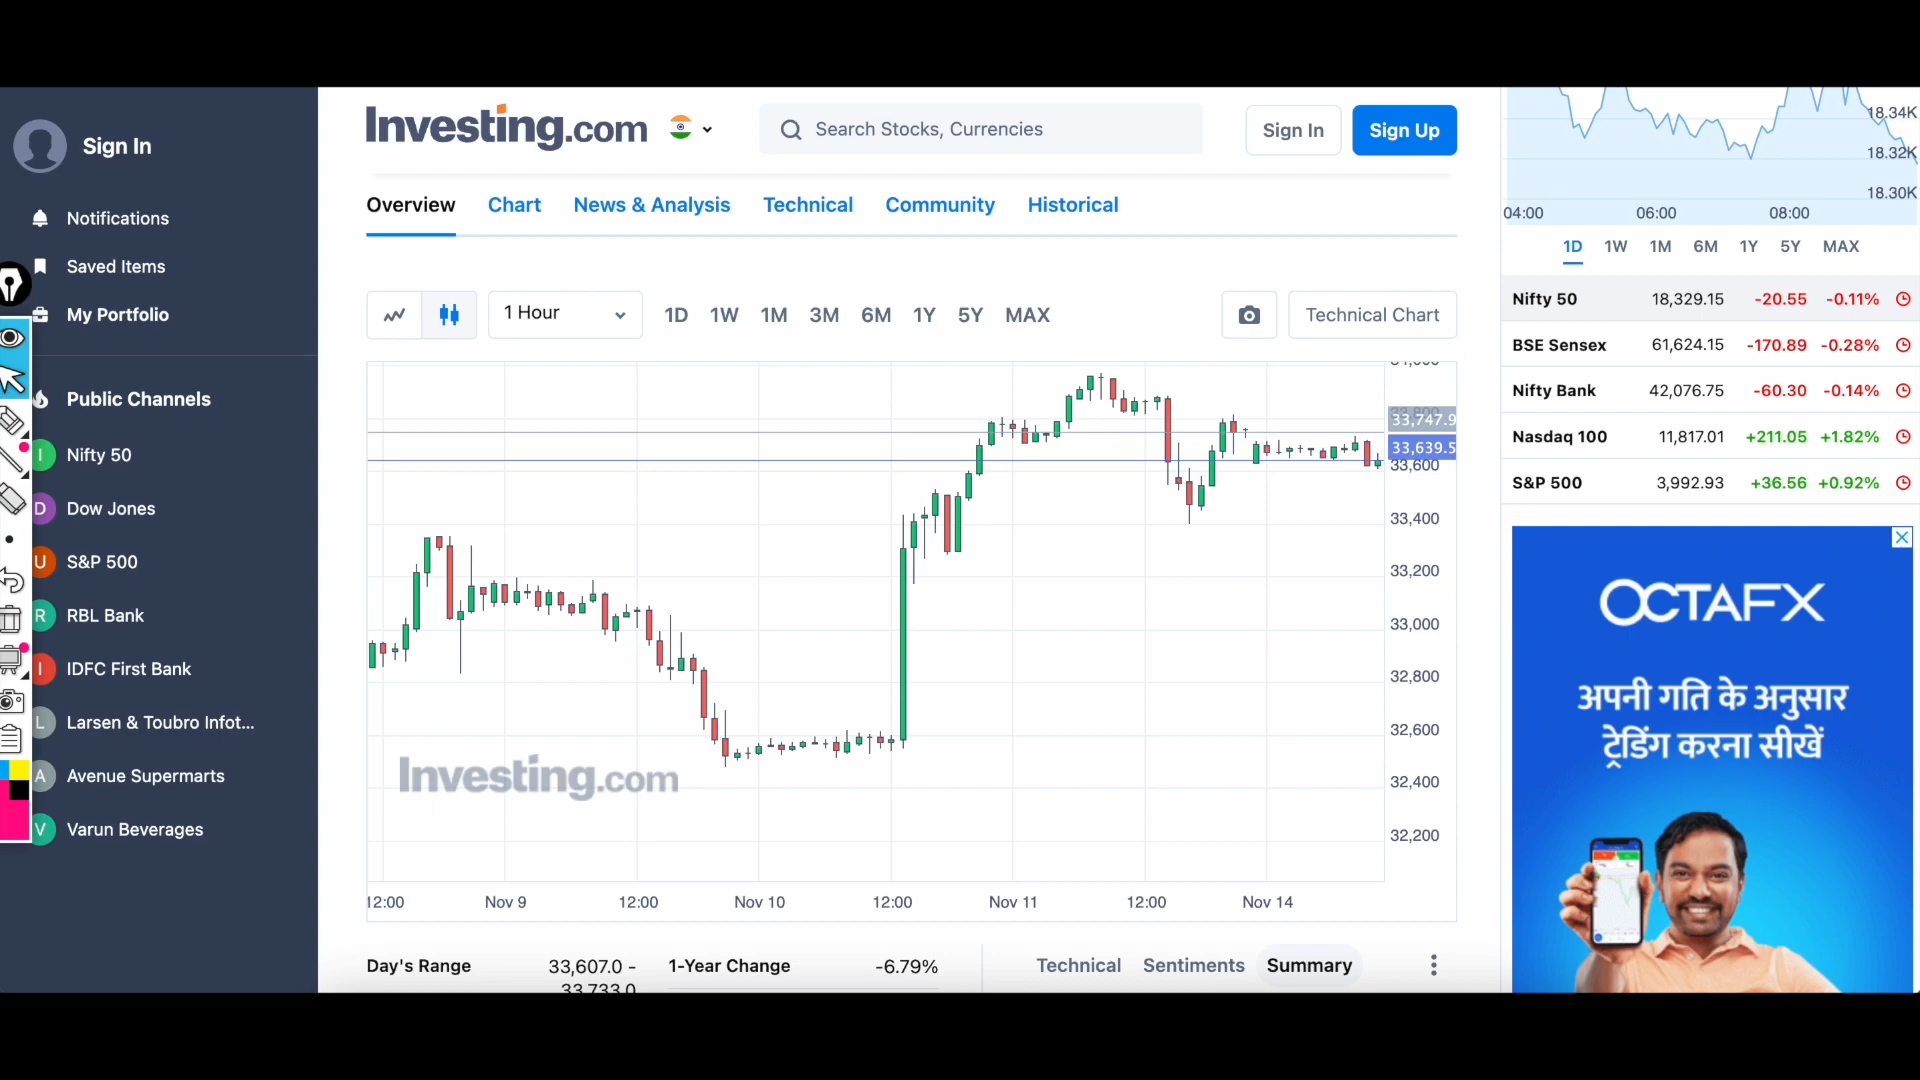 Sign In
Notifications
Saved Items
My Portfolio
Public Channels
I Nifty 50
D Dow Jones
U S&P 500
R RBL Bank
I IDFC First Bank
L Larsen & Toubro Infot...
A Avenue Supermarts
V Varun Beverages
Investing.com
Search Stocks, Currencies
Sign In
Sign Up
Overview Chart News & Analysis Technical Community Historical
1 Hour 1D 1W 1M 3M 6M 1Y 5Y MAX
Technical Chart
33,747.9
33,639.5
33,600
33,400
33,200
33,000
32,800
32,600
32,400
32,200
Investing.com
12:00 Nov 9 12:00 Nov 10 12:00 Nov 11 12:00 Nov 14
Day's Range 33,607.0 -
33,733.0
1-Year Change -6.79%
Technical Sentiments Summary
18.34K
18.32K
18.30K
04:00 06:00 08:00
1D 1W 1M 6M 1Y 5Y MAX
Nifty 50 18,329.15 -20.55 -0.11%
BSE Sensex 61,624.15 -170.89 -0.28%
Nifty Bank 42,076.75 -60.30 -0.14%
Nasdaq 100 11,817.01 +211.05 +1.82%
S&P 500 3,992.93 +36.56 +0.92%
OCTAFX
अपनी गति के अनुसार
ट्रेडिंग करना सीखें